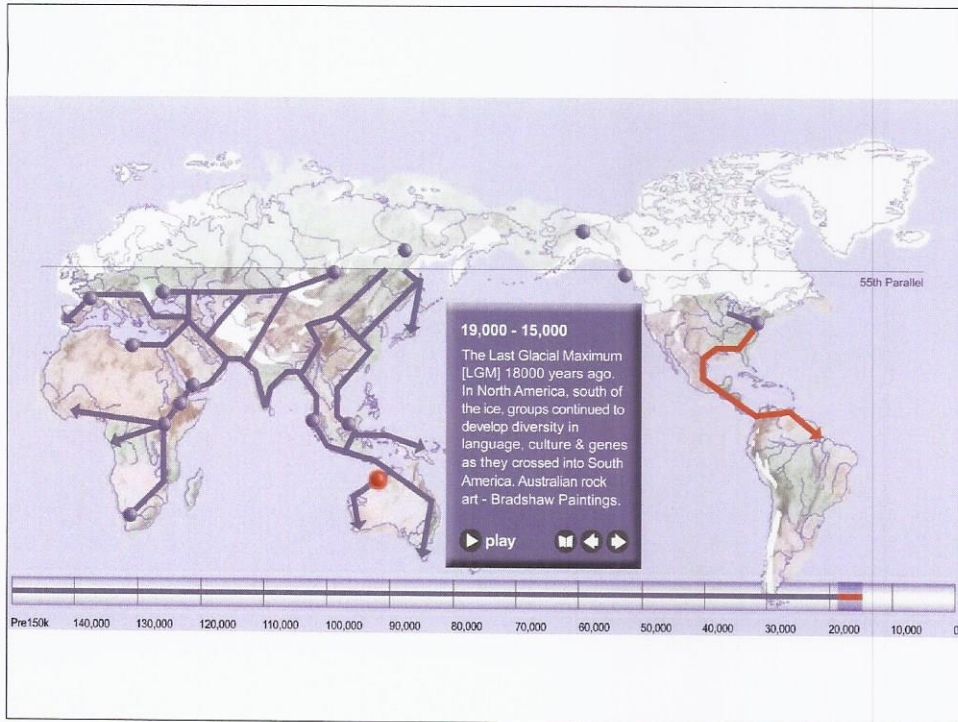 55th Parallel
19,000 - 15,000
The Last Glacial Maximum
[LGM] 18000 years ago.
In North America, south of
the ice, groups continued to
develop diversity in
language, culture & genes
as they crossed into South
America. Australian rock
art - Bradshaw Paintings.
play
Pre150k 140,000 130,000 120,000 100,000 90,000 80,000 70,000 60,000 50,000 40,000 30,000 20,000 10,000 0